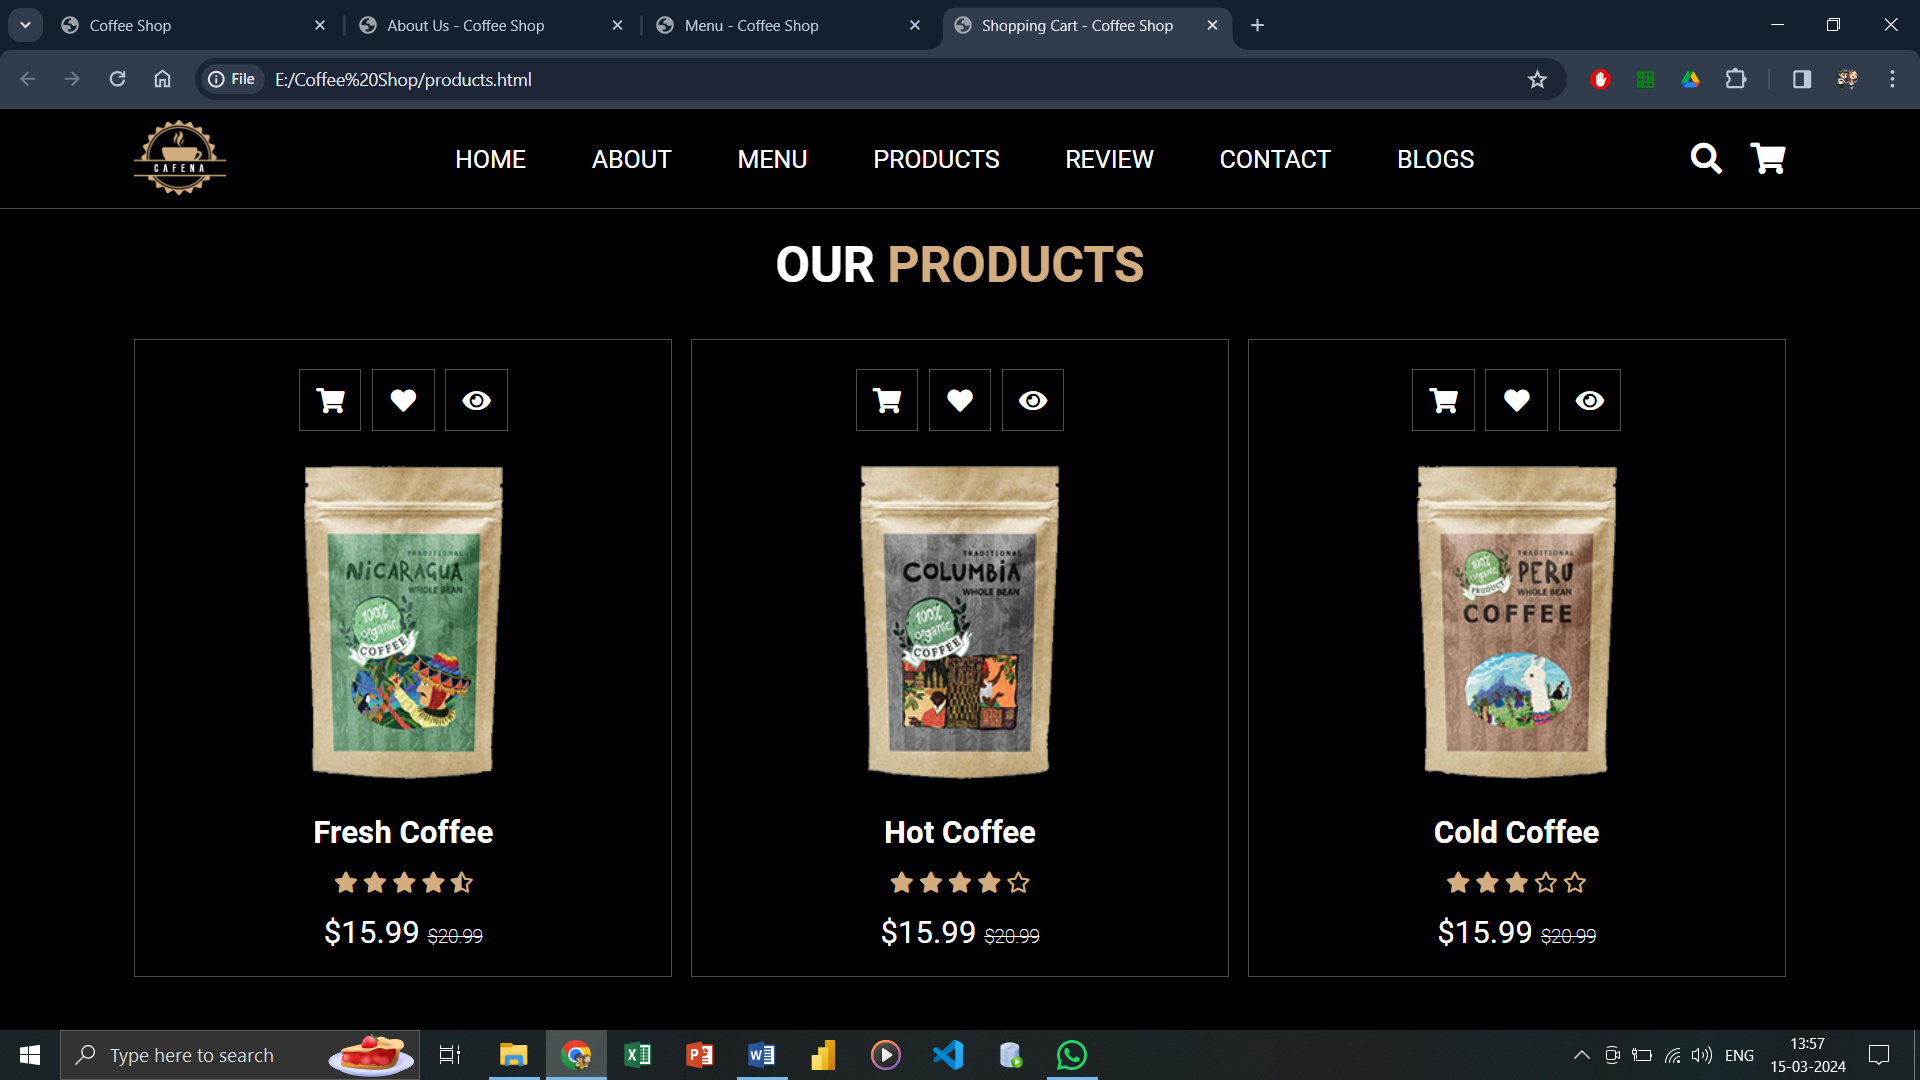 Coffee Shop
About Us - Coffee Shop
Menu - Coffee Shop
Shopping Cart - Coffee Shop
File
E:/Coffee%20Shop/products.html
CAFENA
HOME
ABOUT
MENU
PRODUCTS
REVIEW
CONTACT
BLOGS
OUR PRODUCTS
TRADITIONAL
NICARAGUA
WHOLE BEAN
100%
organic
COFFEE
TRADITIONAL
COLUMBIA
WHOLE BEAN
100%
organic
COFFEE
TRADITIONAL
PERU
WHOLE BEAN
100%
organic
PRODUCT
COFFEE
Fresh Coffee
$15.99 $20.99
Hot Coffee
$15.99 $20.99
Cold Coffee
$15.99 $20.99
Type here to search
ENG
13:57
15-03-2024